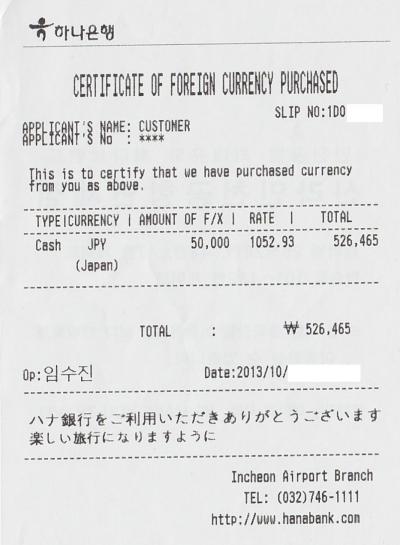 하나은행
CERTIFICATE OF FOREIGN CURRENCY PURCHASED
SLIP NO:1D0
APPLICANT'S NAME: CUSTOMER
APPLICANT'S No : ****
This is to certify that we have purchased currency
from you as above.
TYPE|CURRENCY | AMOUNT OF F/X | RATE | TOTAL
Cash JPY 50,000 1052.93 526,465
(Japan)
TOTAL : ₩ 526,465
Op:임수진 Date:2013/10/
ハナ銀行をご利用いただきありがとうございます
楽しい旅行になりますように
Incheon Airport Branch
TEL: (032)746-1111
http://www.hanabank.com